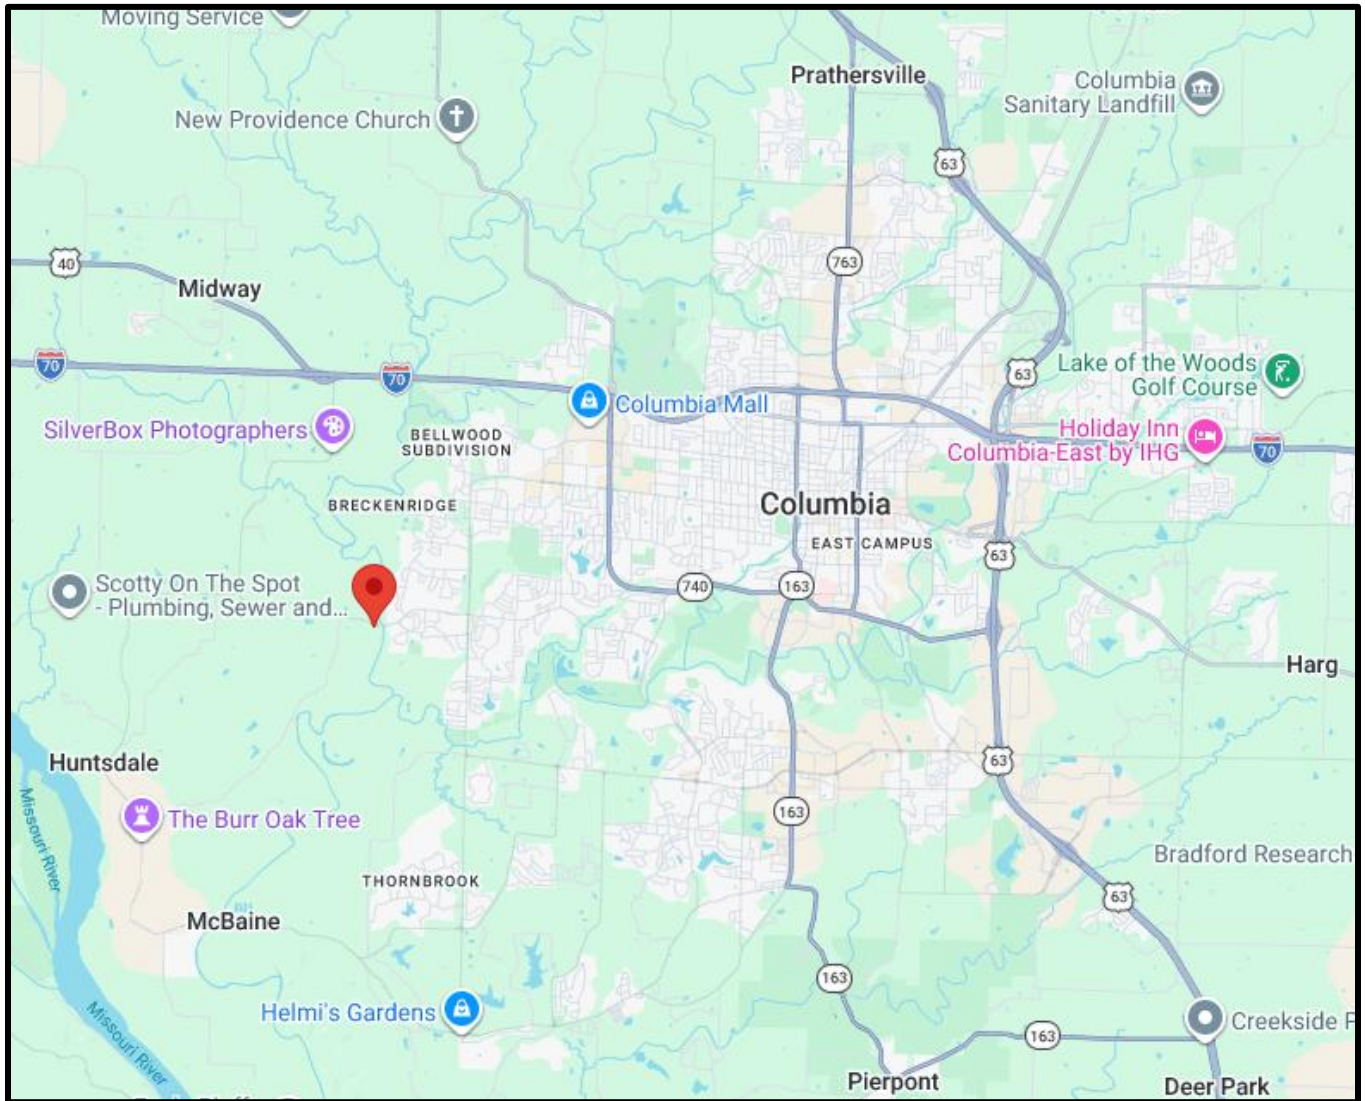 Moving Service
Prathersville
Columbia
Sanitary Landfill
New Providence Church
63
40
763
Midway
70
70
63
Lake of the Woods
Golf Course
Columbia Mall
SilverBox Photographers
BELLWOOD
SUBDIVISION
Holiday Inn
Columbia-East by IHG
70
BRECKENRIDGE
Columbia
EAST CAMPUS
63
Scotty On The Spot
- Plumbing, Sewer and...
740
163
Harg
Huntsdale
63
Missouri River
The Burr Oak Tree
163
Bradford Research
THORNBROOK
63
McBaine
163
Helmi's Gardens
Creekside
163
Missouri River
Pierpont
Deer Park